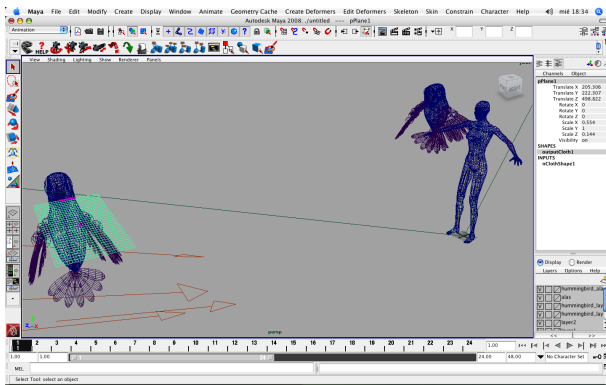 Maya File Edit Modify Create Display Window Animate Geometry Cache Create Deformers Edit Deformers Skeleton Skin Constrain Character Help mié 18:34
Autodesk Maya 2008: /untitled --- pPlane1
Animation
X Y Z
HELP
View Shading Lighting Show Renderer Panels
Channels Object
pPlane1
Translate X 205.306
Translate Y 222.307
Translate Z 498.622
Rotate X 0
Rotate Y 0
Rotate Z 0
Scale X 0.554
Scale Y 1
Scale Z 0.144
Visibility on
SHAPES
outputCloth1
INPUTS
nClothShape1
Display Render
Layers Options Help
V hummingbird_ala
V alas
V hummingbird_lay
V hummingbird_lay
V layer2
persp
1 2 3 4 5 6 7 8 9 10 11 12 13 14 15 16 17 18 19 20 21 22 23 24 1.00
1.00 1.00 24.00 48.00 No Character Set
MEL
Select Tool: select an object